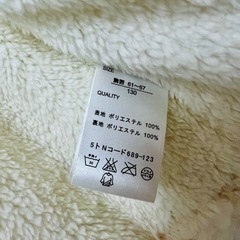 SIZE
胸囲 61~67
130
QUALITY
表地 ポリエステル 100%
裏地 ポリエステル 100%
5トNコード689-123